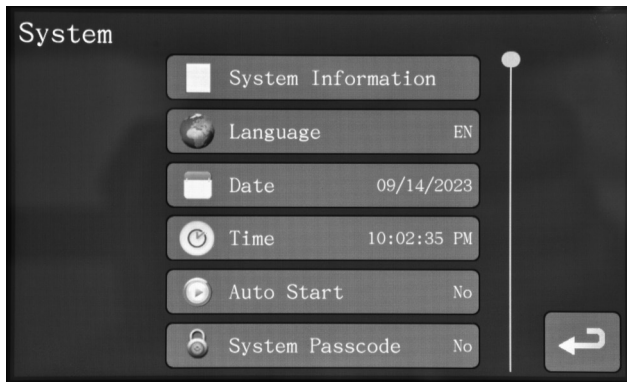 System
System Information
Language EN
Date 09/14/2023
Time 10:02:35 PM
Auto Start No
System Passcode No